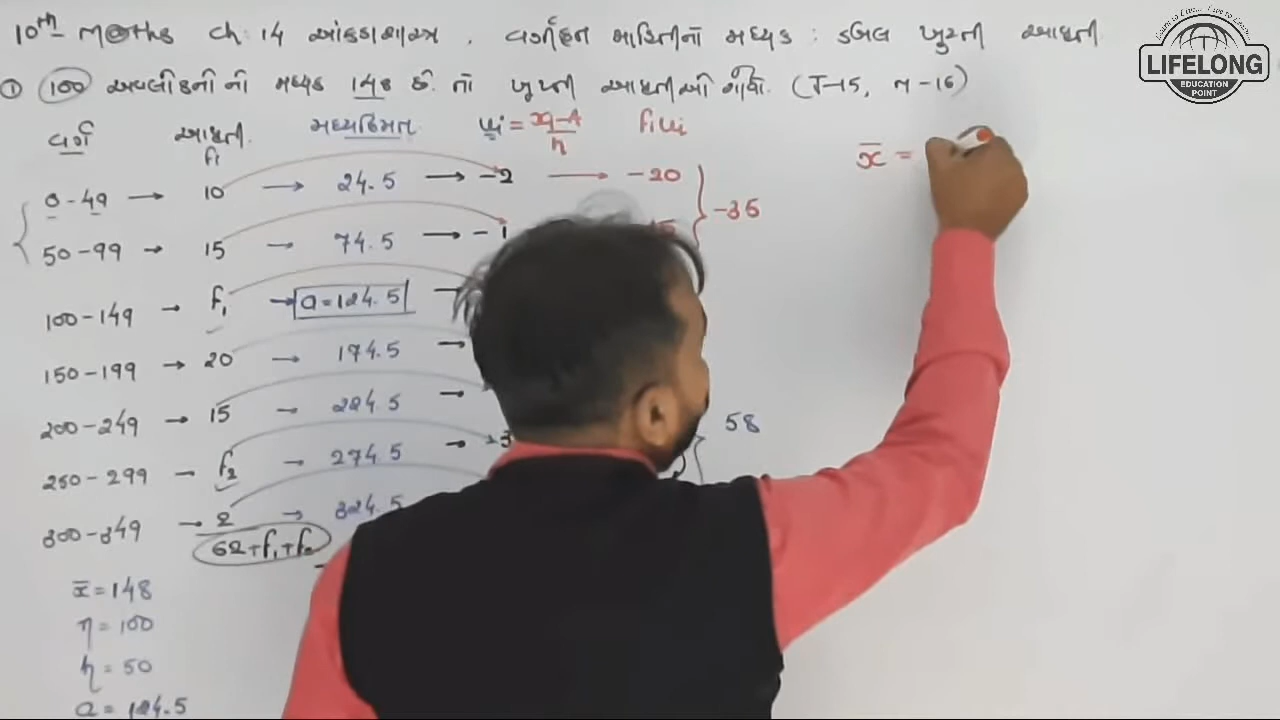 10th Maths Ch: 14 આંકડાશાસ્ત્ર. વર્ગીકૃત માહિતીનો મધ્યક : ડબલ ખુટતી આવૃતી
LIFELONG
EDUCATION
POINT
① 100 અવલોકનોનો મધ્યક 148 છે. તો ખુટતી આવૃતીઓ શોધો. (J-15, M-16)
વર્ગ આવૃતી fi મધ્યકિંમત ui = xi-A/h fiui
x̄ =
0-49 → 10 → 24.5 → -2 → -20
-35
50-99 → 15 → 74.5 → -1
100-149 → f1 → a=124.5 →
150-199 → 20 → 174.5 →
200-249 → 15 → 224.5 →
58
250-299 → f2 → 274.5 → +3
300-349 → 2 → 324.5
62+f1+f2
x̄ = 148
n = 100
h = 50
a = 124.5